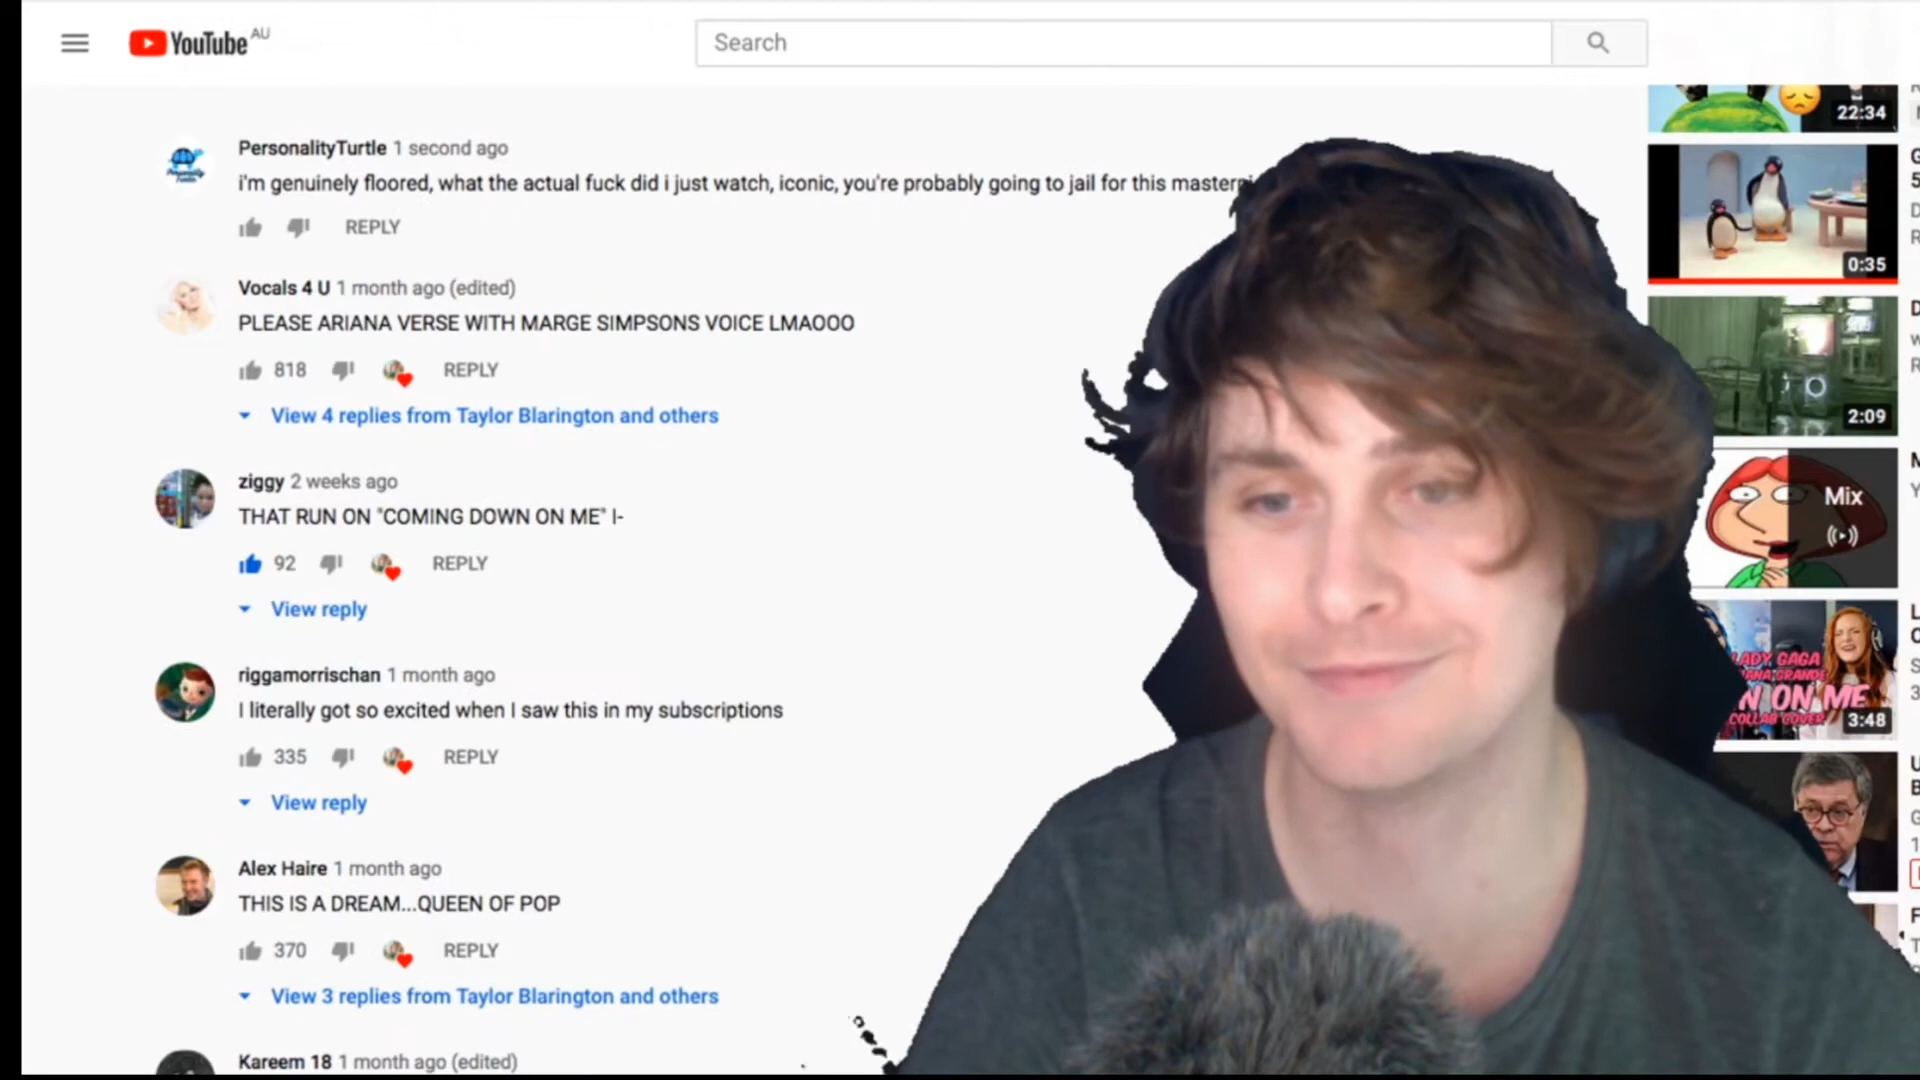 YouTube AU
Search
22:34
PersonalityTurtle 1 second ago
i'm genuinely floored, what the actual fuck did i just watch, iconic, you're probably going to jail for this
REPLY
0:35
Vocals 4 U 1 month ago (edited)
PLEASE ARIANA VERSE WITH MARGE SIMPSONS VOICE LMAOOO
818 REPLY
View 4 replies from Taylor Blarington and others
2:09
ziggy 2 weeks ago
THAT RUN ON "COMING DOWN ON ME" I-
Mix
92 REPLY
View reply
riggamorrischan 1 month ago
I literally got so excited when I saw this in my subscriptions
LADY GAGA
N ON ME
COLLAB COVER
3:48
335 REPLY
View reply
Alex Haire 1 month ago
THIS IS A DREAM...QUEEN OF POP
370 REPLY
View 3 replies from Taylor Blarington and others
Kareem 18 1 month ago (edited)